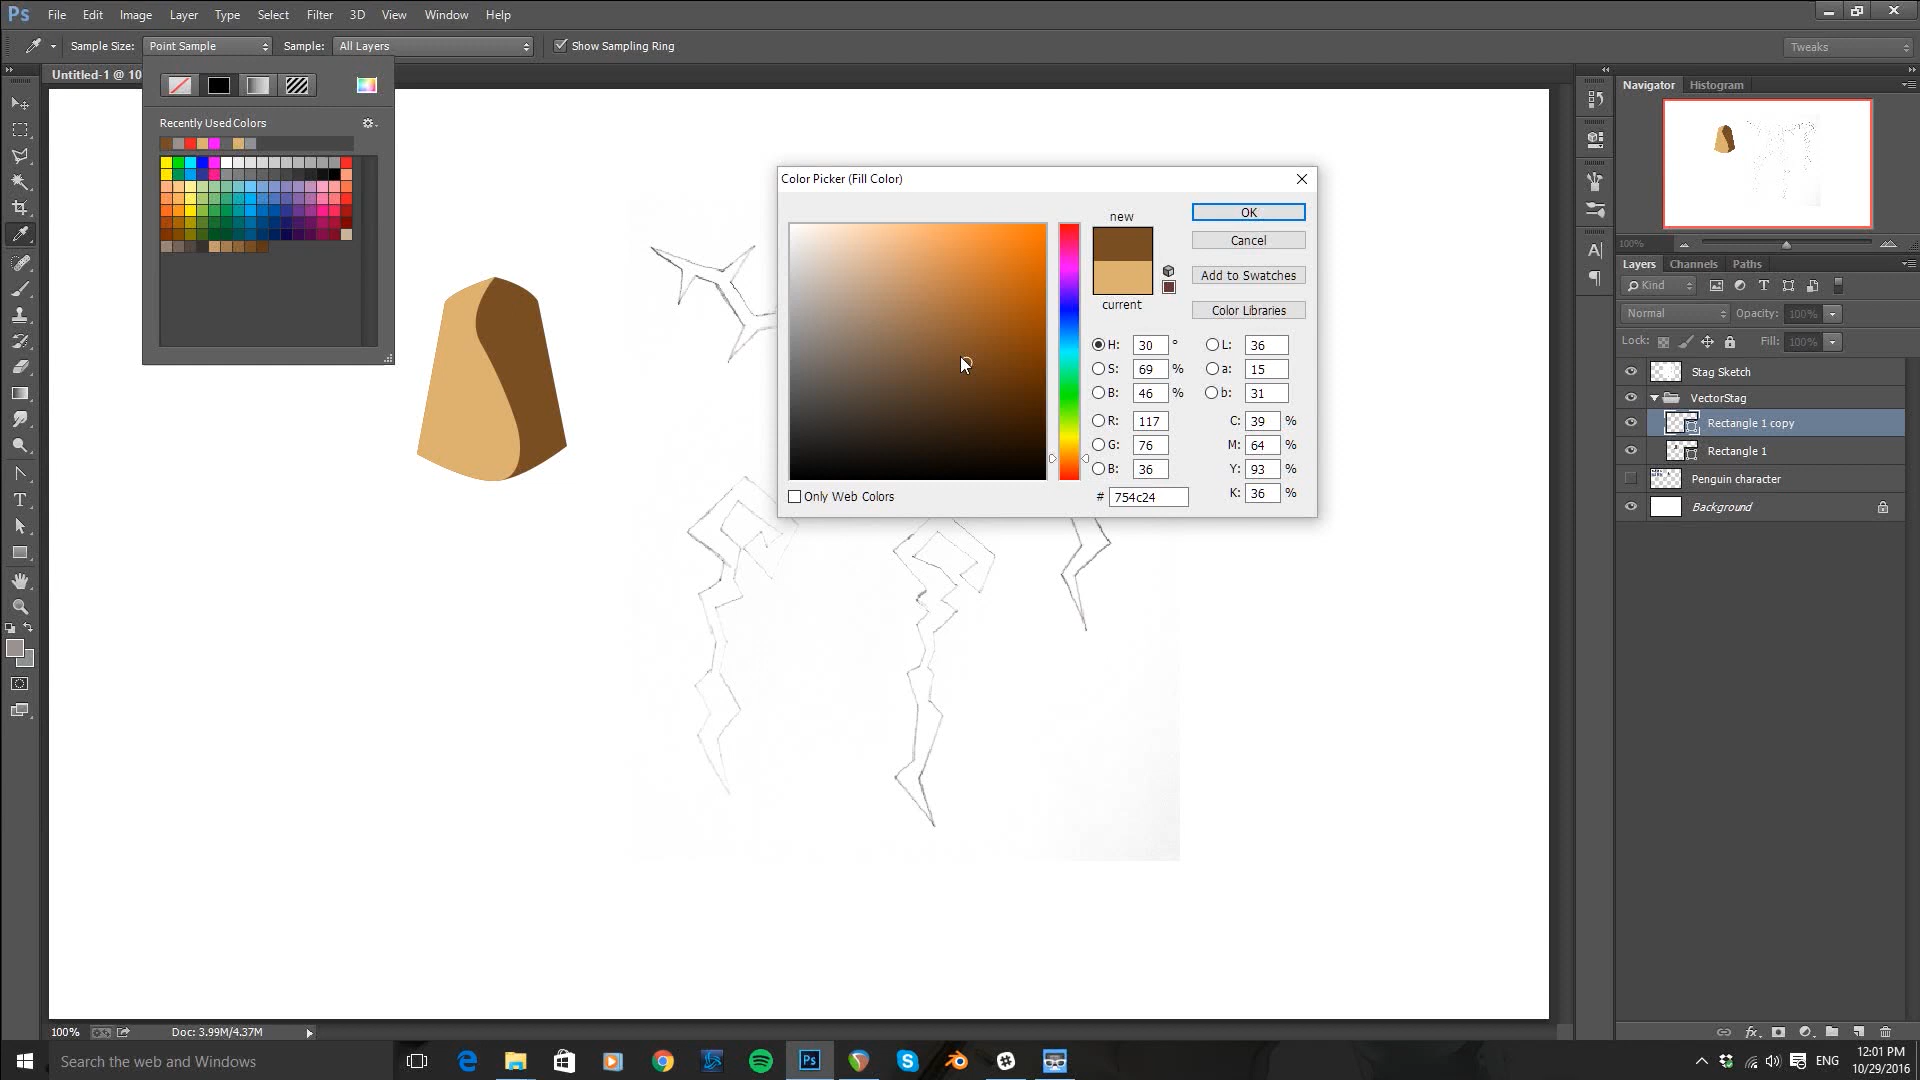 Ps File Edit Image Layer Type Select Filter 3D View Window Help
Sample Size: Point Sample Sample: All Layers Show Sampling Ring Tweaks
Untitled-1 @ 10
Recently Used Colors
Color Picker (Fill Color)
new
current
OK
Cancel
Add to Swatches
Color Libraries
H: 30 °
S: 69 %
B: 46 %
R: 117
G: 76
B: 36
L: 36
a: 15
b: 31
C: 39 %
M: 64 %
Y: 93 %
K: 36 %
# 754c24
Only Web Colors
Navigator Histogram
100%
Layers Channels Paths
Kind
Normal Opacity: 100%
Lock: Fill: 100%
Stag Sketch
VectorStag
Rectangle 1 copy
Rectangle 1
Penguin character
Background
100% Doc: 3.99M/4.37M
Search the web and Windows
Ps
ENG
12:01 PM
10/29/2016